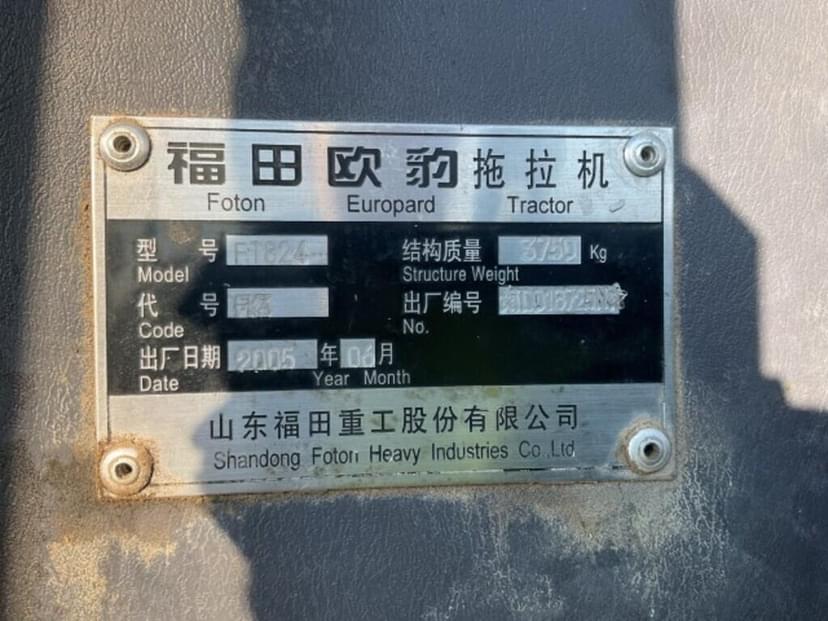 福田欧豹拖拉机
Foton Europard Tractor
型 号 FT824
Model
结构质量 3750 Kg
Structure Weight
代 号
Code
出厂编号
No.
出厂日期 2005 年 06 月
Date Year Month
山东福田重工股份有限公司
Shandong Foton Heavy Industries Co.,Ltd